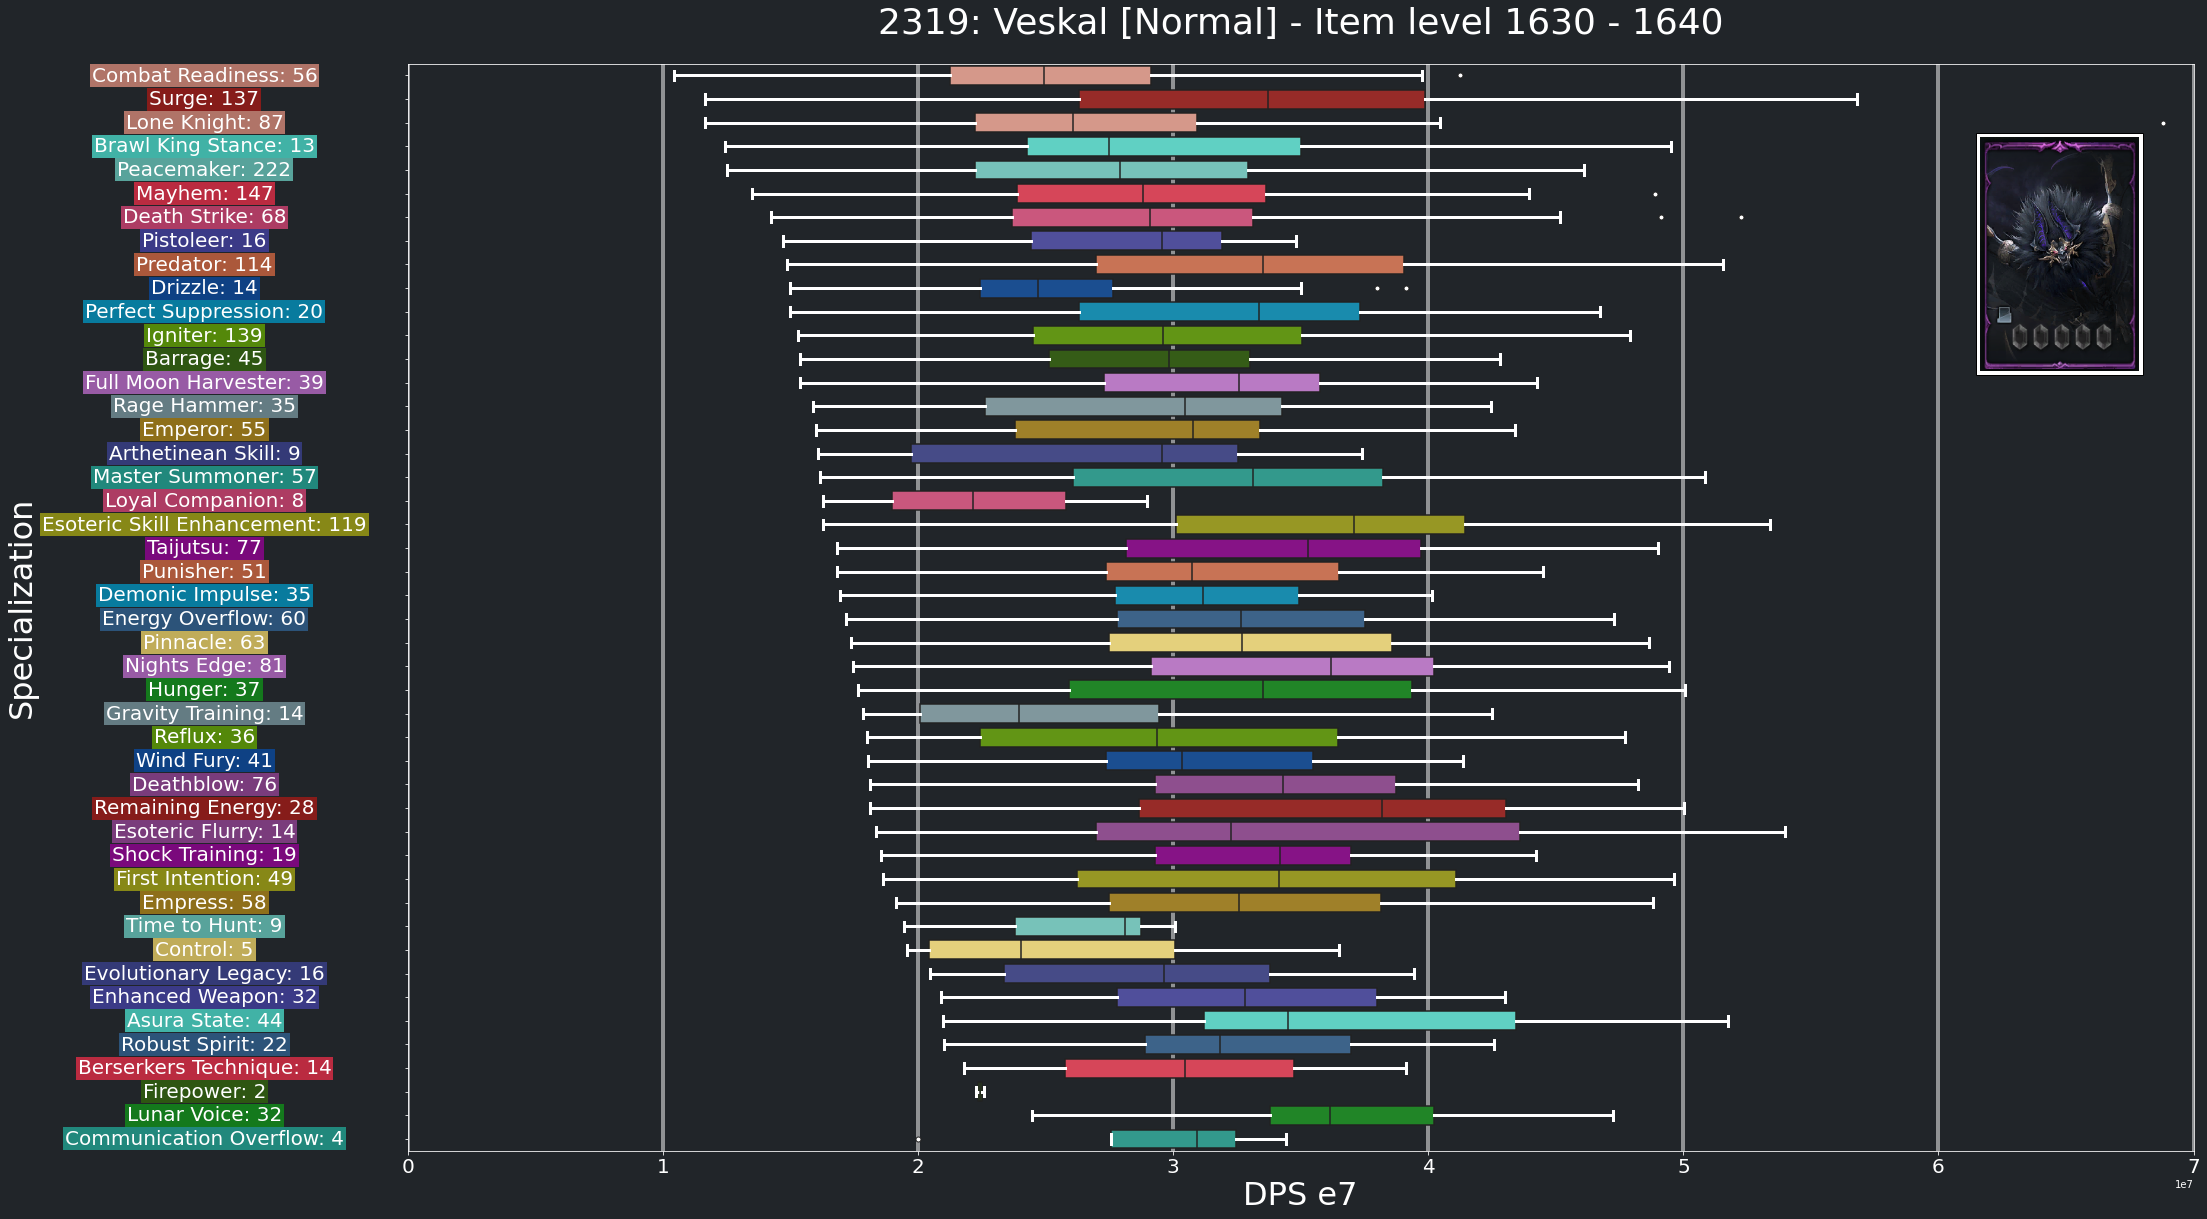 2319: Veskal [Normal] - Item level 1630 - 1640
Combat Readiness: 56
Surge: 137
Lone Knight: 87
Brawl King Stance: 13
Peacemaker: 222
Mayhem: 147
Death Strike: 68
Pistoleer: 16
Predator: 114
Drizzle: 14
Perfect Suppression: 20
Igniter: 139
Barrage: 45
Full Moon Harvester: 39
Rage Hammer: 35
Emperor: 55
Arthetinean Skill: 9
Master Summoner: 57
Loyal Companion: 8
Esoteric Skill Enhancement: 119
Taijutsu: 77
Punisher: 51
Demonic Impulse: 35
Energy Overflow: 60
Pinnacle: 63
Nights Edge: 81
Hunger: 37
Gravity Training: 14
Reflux: 36
Wind Fury: 41
Deathblow: 76
Remaining Energy: 28
Esoteric Flurry: 14
Shock Training: 19
First Intention: 49
Empress: 58
Time to Hunt: 9
Control: 5
Evolutionary Legacy: 16
Enhanced Weapon: 32
Asura State: 44
Robust Spirit: 22
Berserkers Technique: 14
Firepower: 2
Lunar Voice: 32
Communication Overflow: 4
Specialization
0 1 2 3 4 5 6 7
1e7
DPS e7